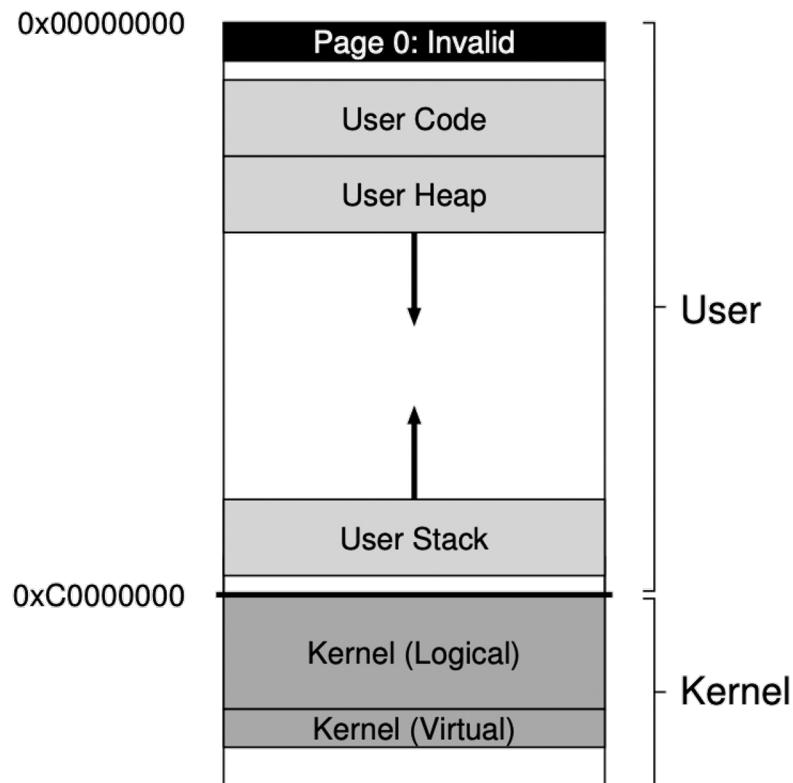 0x00000000
Page 0: Invalid
User Code
User Heap
User
User Stack
0xC0000000
Kernel (Logical)
Kernel
Kernel (Virtual)